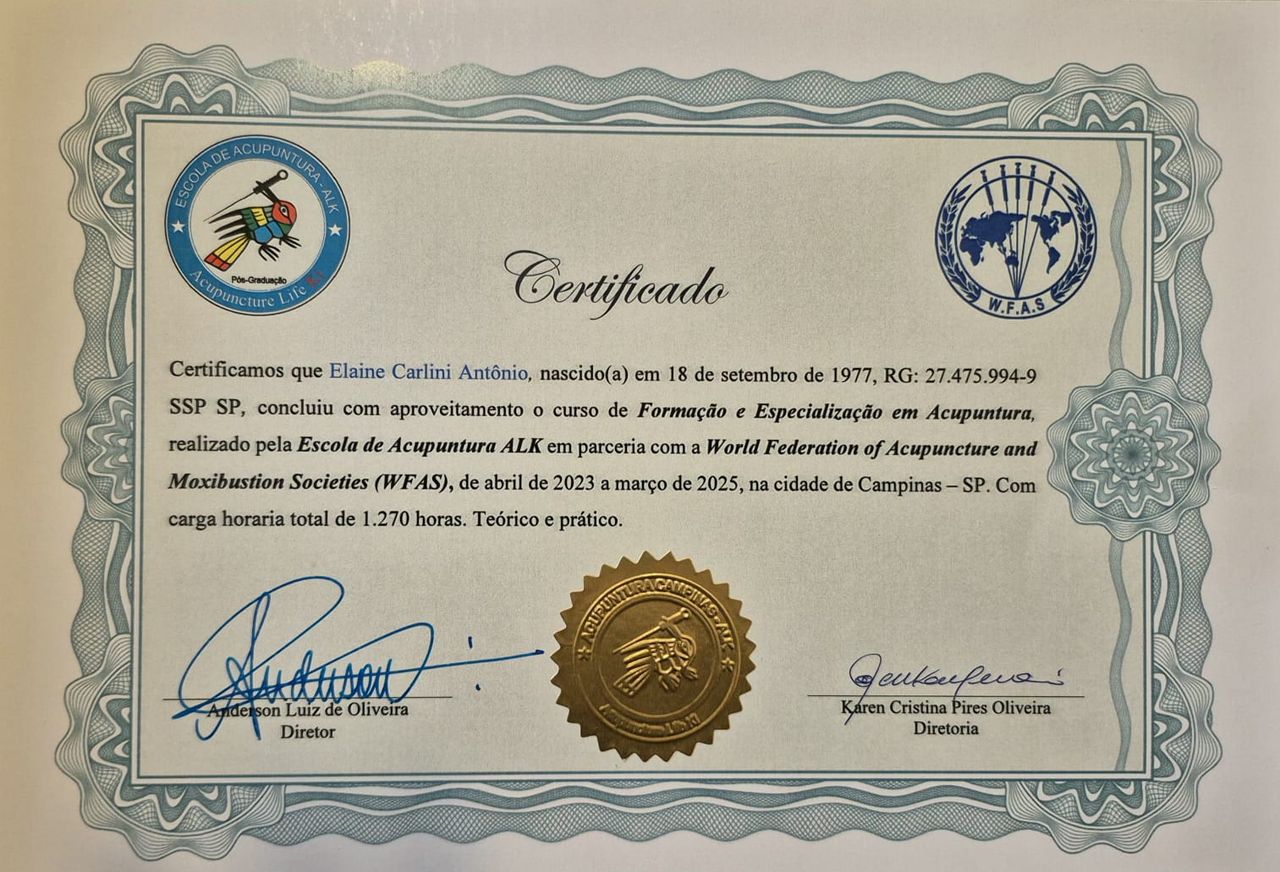 ESCOLA DE ACUPUNTURA - ALK
Pós-Graduação
Acupuncture Life K.I
W.F.A.S
Certificado
Certificamos que Elaine Carlini Antônio, nascido(a) em 18 de setembro de 1977, RG: 27.475.994-9
SSP SP, concluiu com aproveitamento o curso de Formação e Especialização em Acupuntura,
realizado pela Escola de Acupuntura ALK em parceria com a World Federation of Acupuncture and
Moxibustion Societies (WFAS), de abril de 2023 a março de 2025, na cidade de Campinas – SP. Com
carga horaria total de 1.270 horas. Teórico e prático.
ACUPUNTURA CAMPINAS - ALK
Anderson
Anderson Luiz de Oliveira
Diretor
Karen Cristina Pires Oliveira
Diretoria